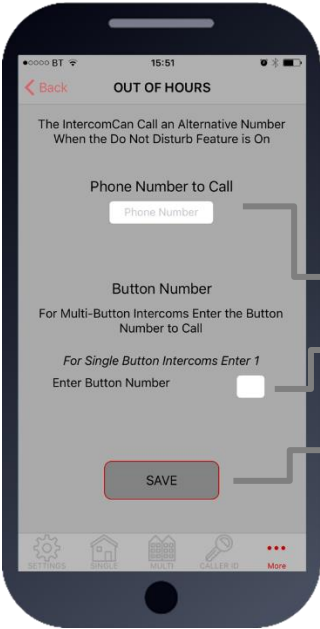 BT 15:51
Back OUT OF HOURS
The IntercomCan Call an Alternative Number
When the Do Not Disturb Feature is On
Phone Number to Call
Phone Number
Button Number
For Multi-Button Intercoms Enter the Button
Number to Call
For Single Button Intercoms Enter 1
Enter Button Number
SAVE
SETTINGS SINGLE MULTI CALLER ID More